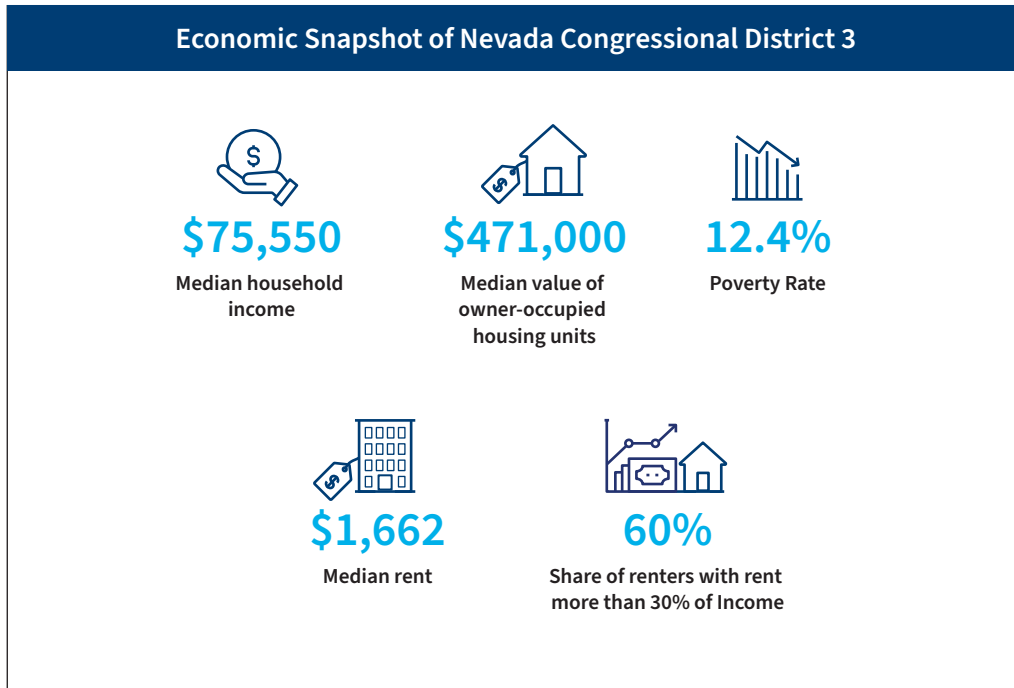 Economic Snapshot of Nevada Congressional District 3
$
$
$75,550
Median household
income
$471,000
Median value of
owner-occupied
housing units
12.4%
Poverty Rate
$
$1,662
Median rent
60%
Share of renters with rent
more than 30% of Income